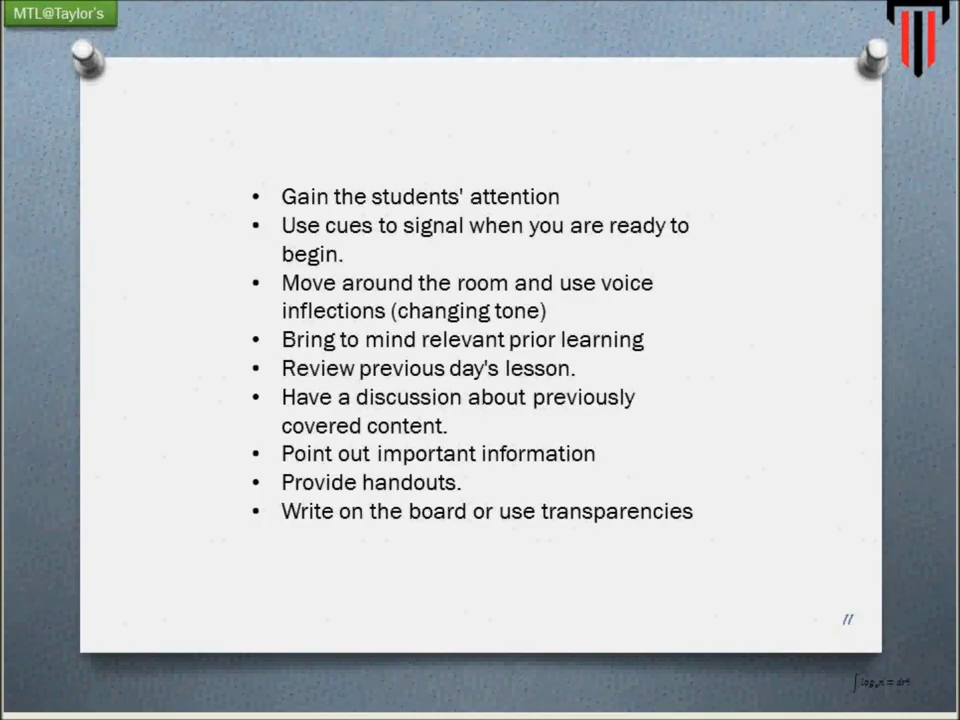 MTL@Taylor's
• Gain the students' attention
• Use cues to signal when you are ready to
begin.
• Move around the room and use voice
inflections (changing tone)
• Bring to mind relevant prior learning
• Review previous day's lesson.
• Have a discussion about previously
covered content.
• Point out important information
• Provide handouts.
• Write on the board or use transparencies
11